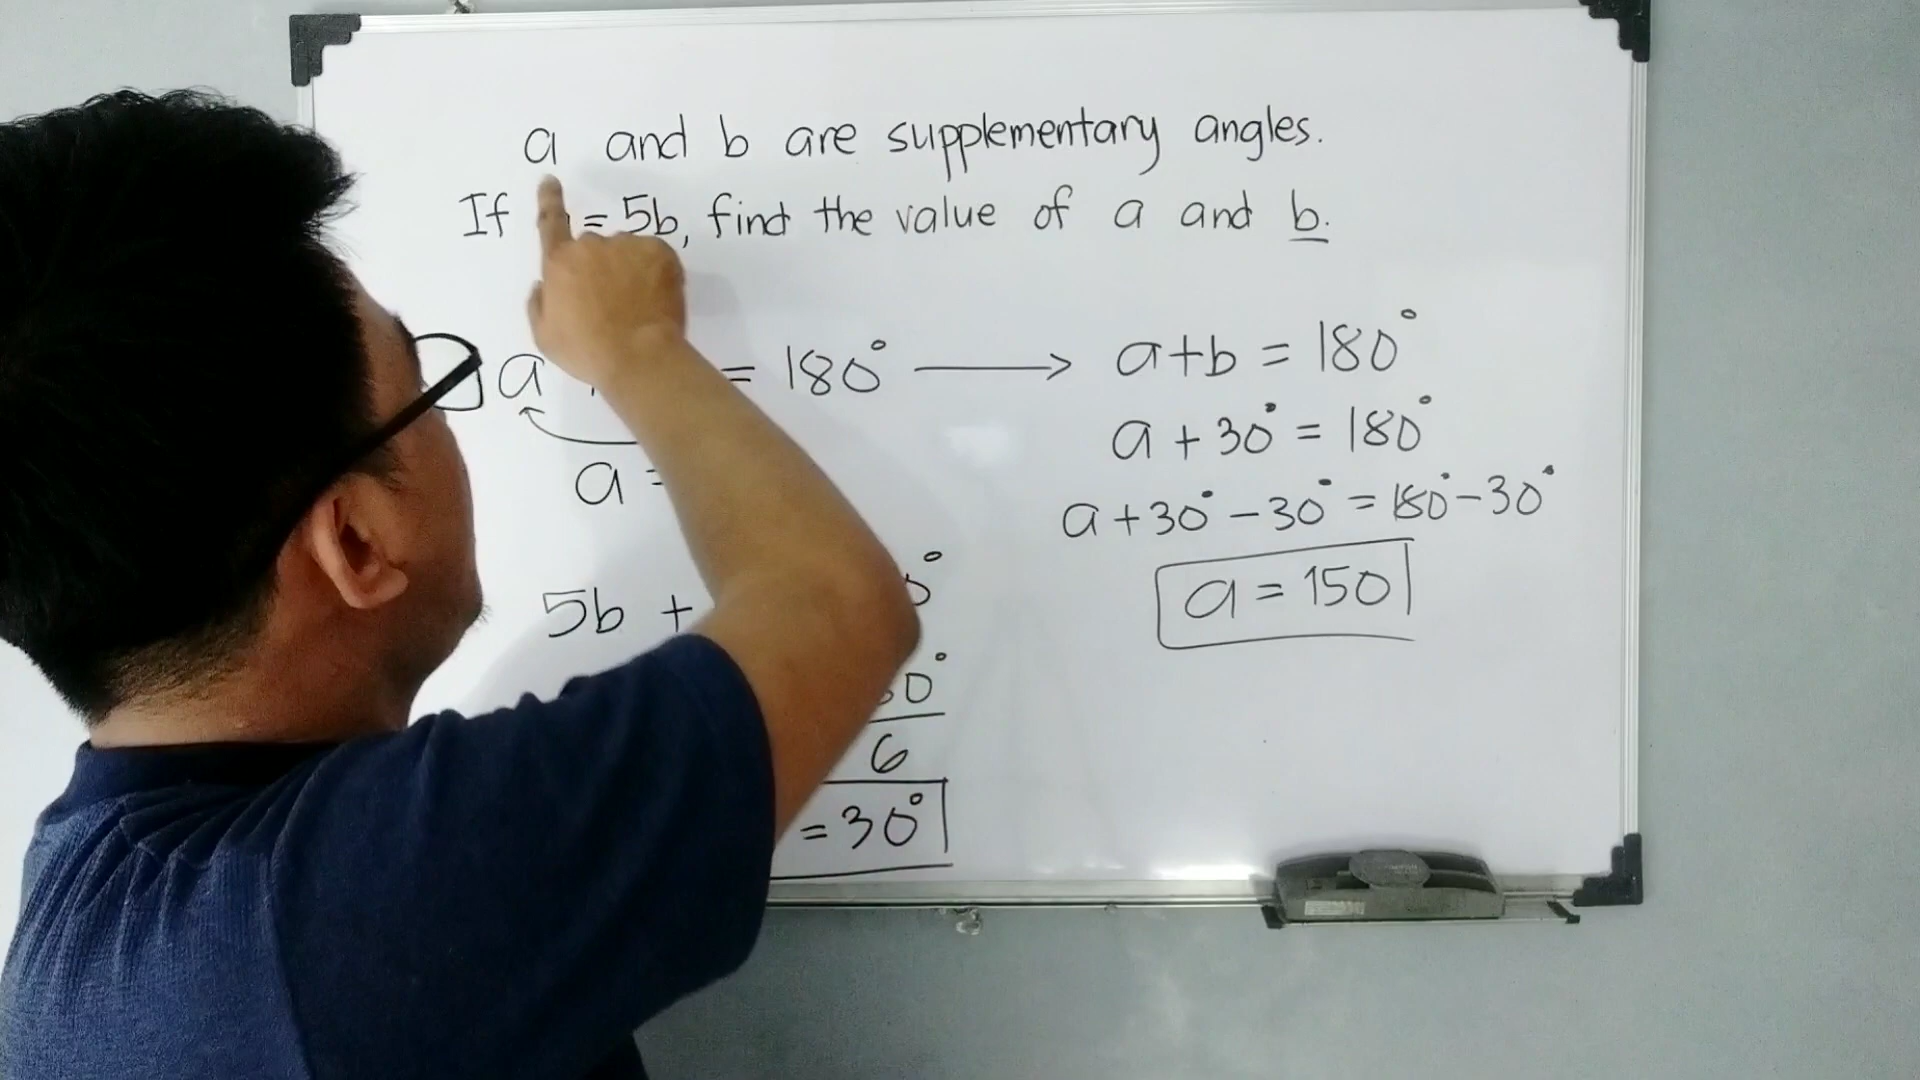 a and b are supplementary angles.
If = 5b, find the value of a and b.
a = 180°
a =
5b +
0°
6
= 30°
a + b = 180°
a + 30° = 180°
a + 30° - 30° = 180° - 30°
a = 150